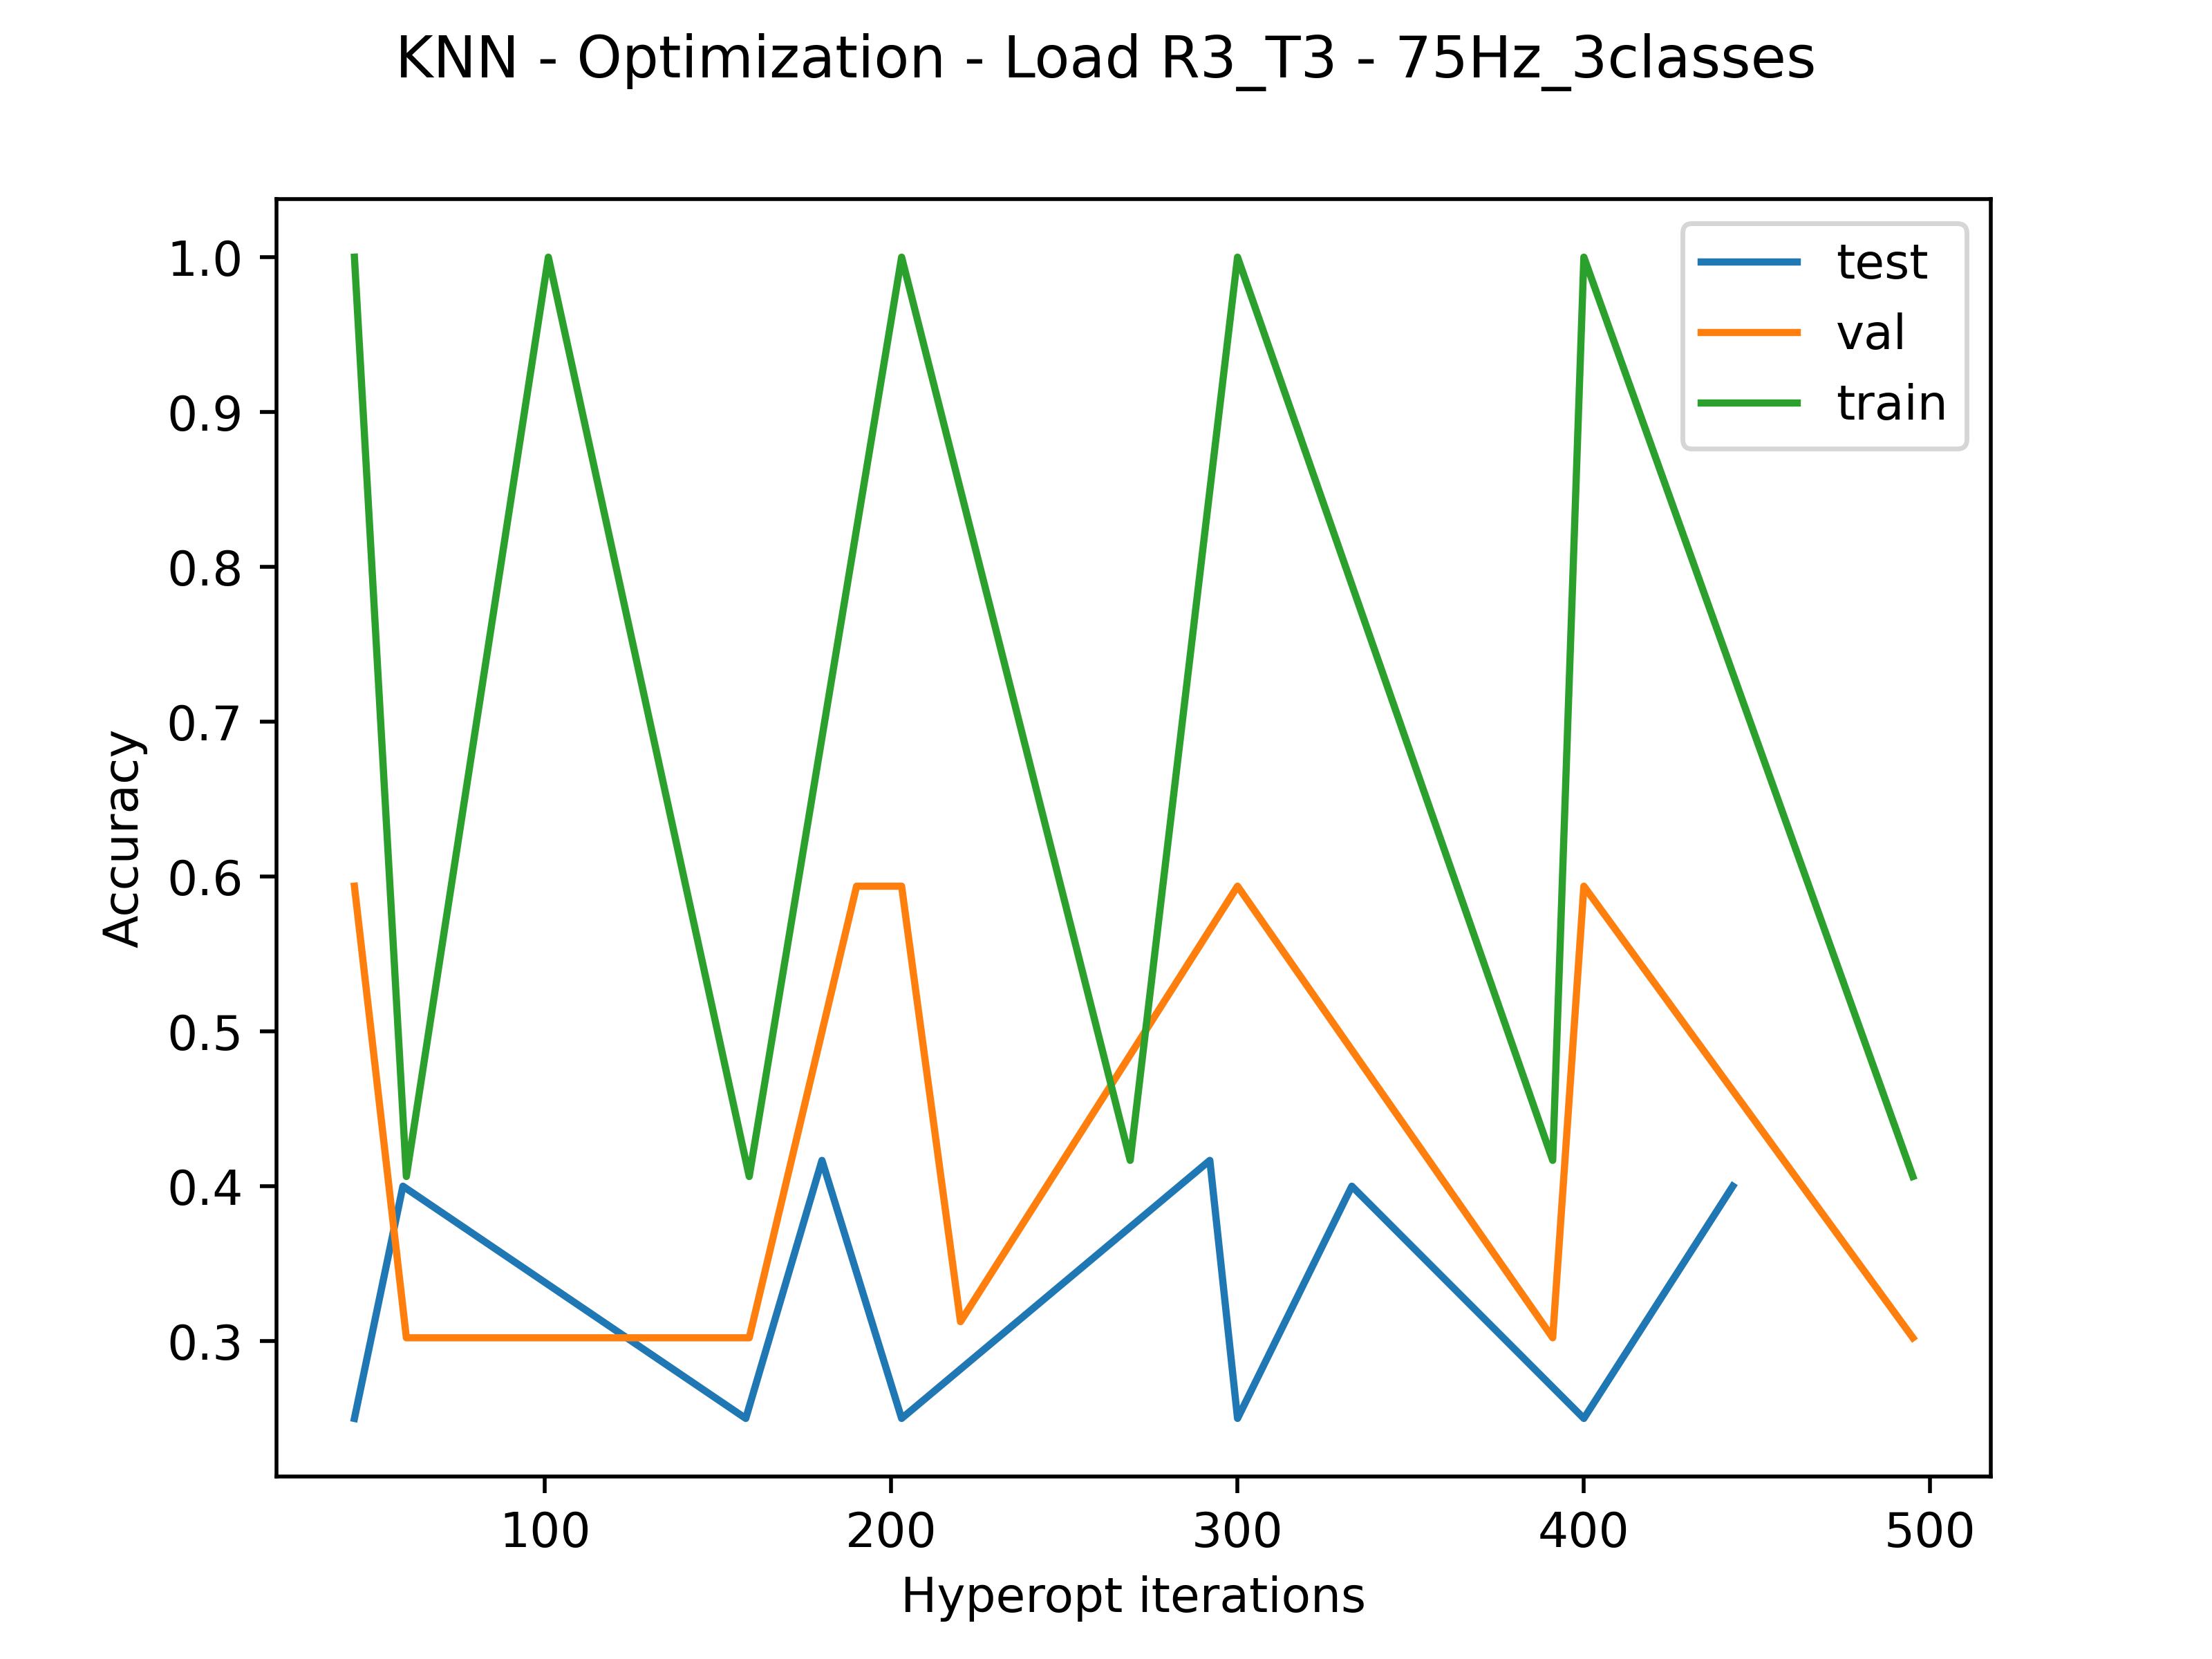 KNN - Optimization - Load R3_T3 - 75Hz_3classes
1.0
0.9
0.8
0.7
0.6
0.5
0.4
0.3
Accuracy
test
val
train
100 200 300 400 500
Hyperopt iterations